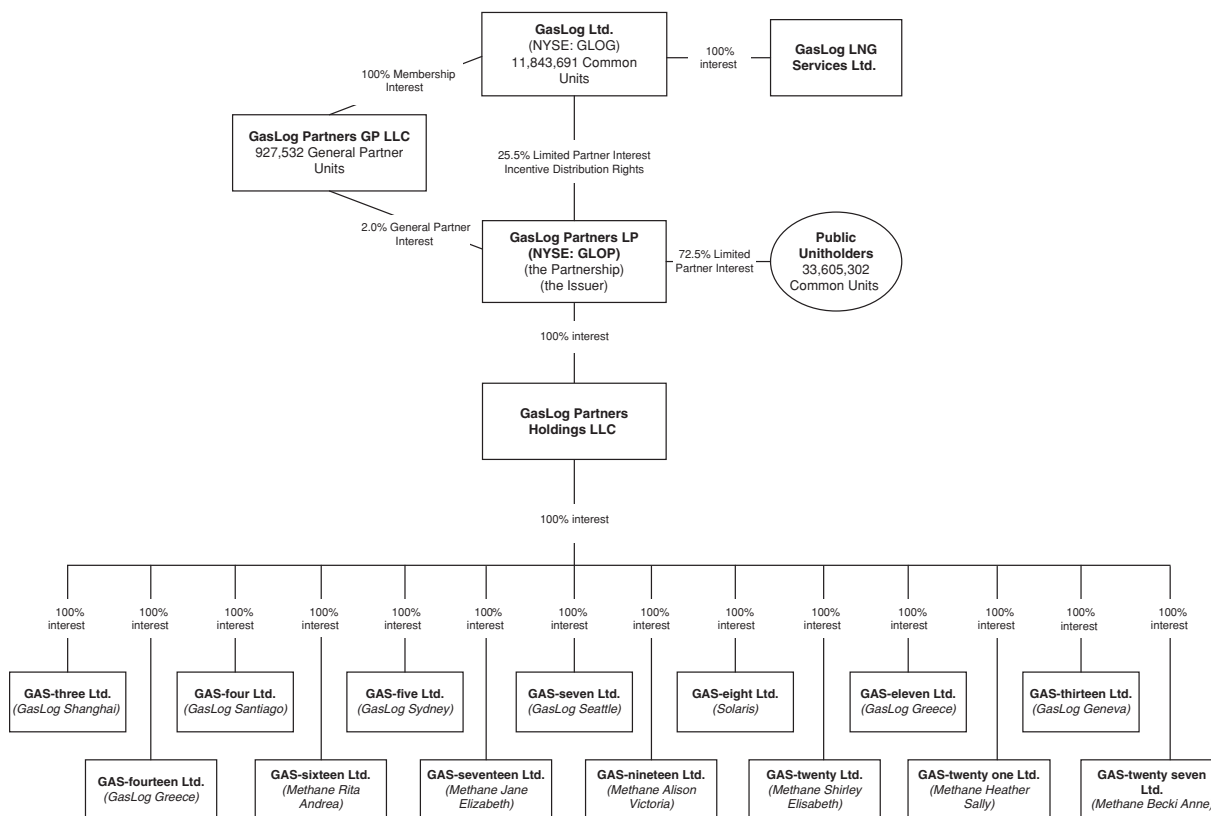 GasLog Ltd.
(NYSE: GLOG)
11,843,691 Common
Units
100%
interest
GasLog LNG
Services Ltd.
100% Membership
Interest
GasLog Partners GP LLC
927,532 General Partner
Units
25.5% Limited Partner Interest
Incentive Distribution Rights
2.0% General Partner
Interest
GasLog Partners LP
(NYSE: GLOP)
(the Partnership)
(the Issuer)
72.5% Limited
Partner Interest
Public
Unitholders
33,605,302
Common Units
100% interest
GasLog Partners
Holdings LLC
100% interest
100%
interest
100%
interest
100%
interest
100%
interest
100%
interest
100%
interest
100%
interest
100%
interest
100%
interest
100%
interest
100%
interest
100%
interest
100%
interest
100%
interest
GAS-three Ltd.
(GasLog Shanghai)
GAS-four Ltd.
(GasLog Santiago)
GAS-five Ltd.
(GasLog Sydney)
GAS-seven Ltd.
(GasLog Seattle)
GAS-eight Ltd.
(Solaris)
GAS-eleven Ltd.
(GasLog Greece)
GAS-thirteen Ltd.
(GasLog Geneva)
GAS-fourteen Ltd.
(GasLog Greece)
GAS-sixteen Ltd.
(Methane Rita
Andrea)
GAS-seventeen Ltd.
(Methane Jane
Elizabeth)
GAS-nineteen Ltd.
(Methane Alison
Victoria)
GAS-twenty Ltd.
(Methane Shirley
Elisabeth)
GAS-twenty one Ltd.
(Methane Heather
Sally)
GAS-twenty seven
Ltd.
(Methane Becki Anne)